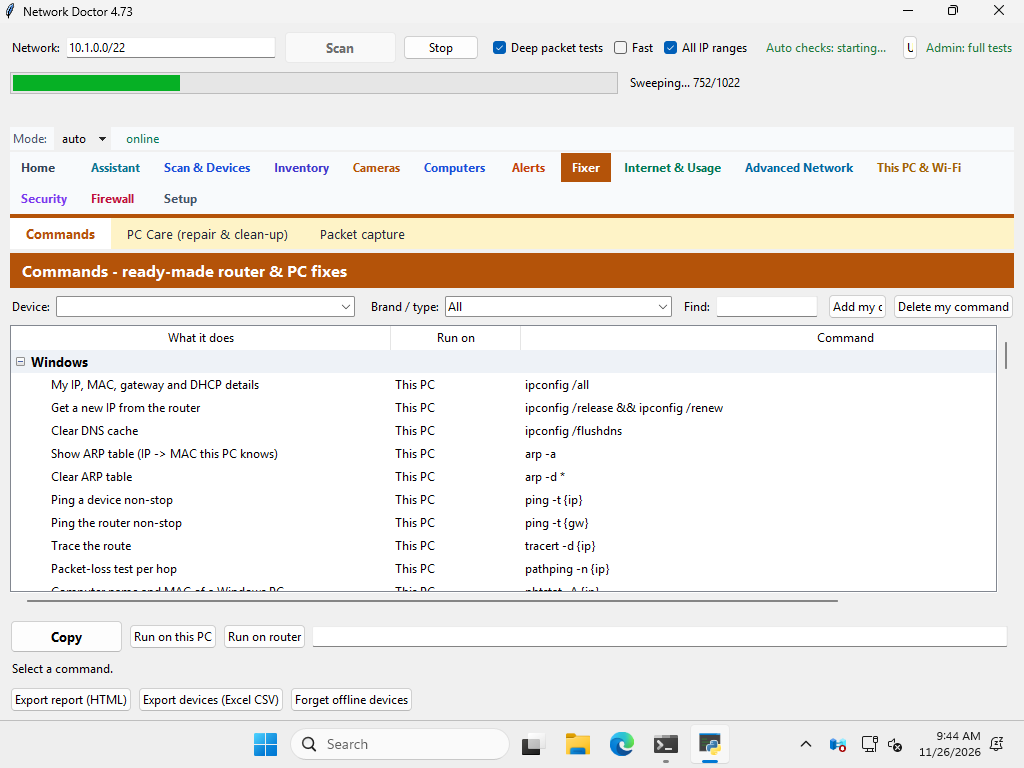 Network Doctor 4.73
Network: 10.1.0.0/22 Scan Stop Deep packet tests Fast All IP ranges Auto checks: starting... Admin: full tests
Sweeping... 752/1022
Mode: auto online
Home Assistant Scan & Devices Inventory Cameras Computers Alerts Fixer Internet & Usage Advanced Network This PC & Wi-Fi
Security Firewall Setup
Commands PC Care (repair & clean-up) Packet capture
Commands - ready-made router & PC fixes
Device: Brand / type: All Find: Add my Delete my command
What it does Run on Command
Windows
My IP, MAC, gateway and DHCP details This PC ipconfig /all
Get a new IP from the router This PC ipconfig /release && ipconfig /renew
Clear DNS cache This PC ipconfig /flushdns
Show ARP table (IP -> MAC this PC knows) This PC arp -a
Clear ARP table This PC arp -d *
Ping a device non-stop This PC ping -t {ip}
Ping the router non-stop This PC ping -t {gw}
Trace the route This PC tracert -d {ip}
Packet-loss test per hop This PC pathping -n {ip}
Copy Run on this PC Run on router
Select a command.
Export report (HTML) Export devices (Excel CSV) Forget offline devices
Search
9:44 AM
11/26/2026